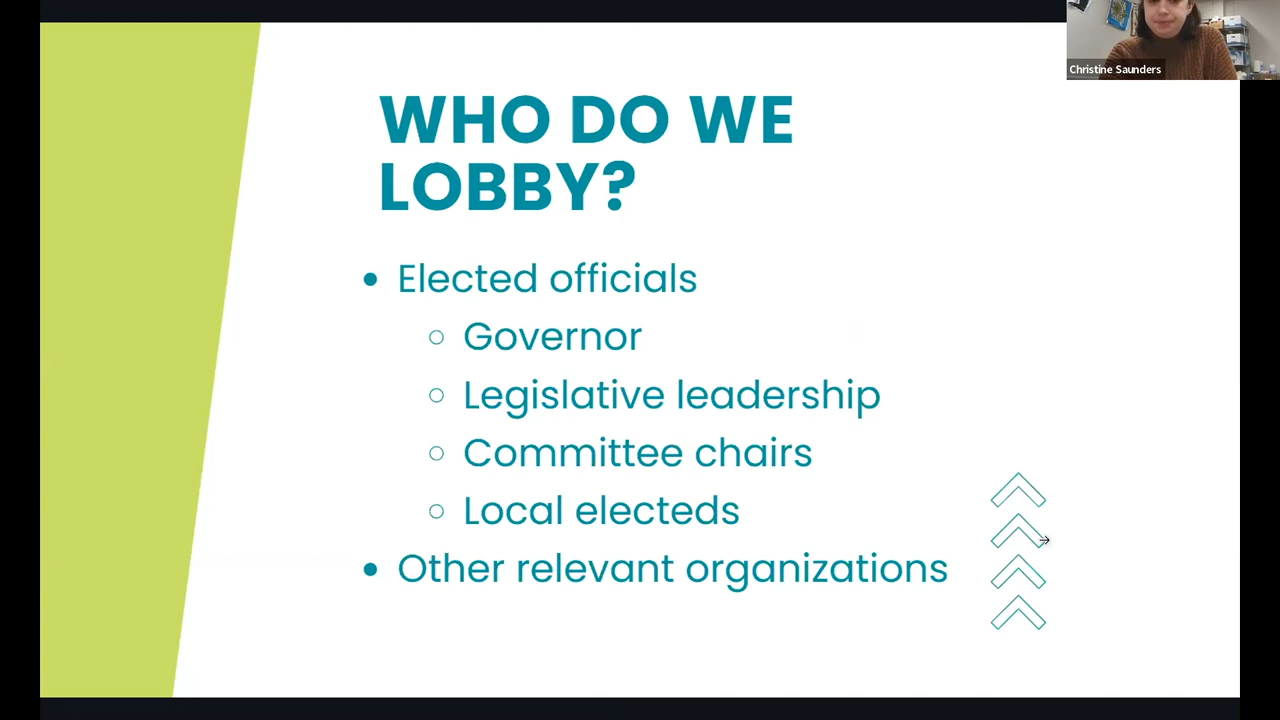 Christine Saunders
WHO DO WE
LOBBY?
Elected officials
Governor
Legislative leadership
Committee chairs
Local electeds
Other relevant organizations